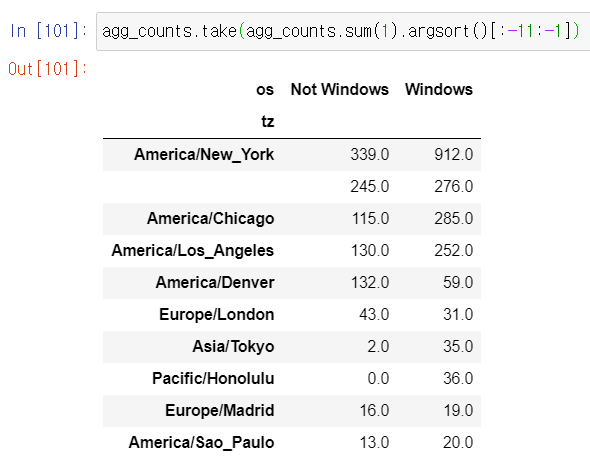 In [101]: agg_counts.take(agg_counts.sum(1).argsort()[:-11:-1])
Out[101]:
os Not Windows Windows
tz
America/New_York 339.0 912.0
245.0 276.0
America/Chicago 115.0 285.0
America/Los_Angeles 130.0 252.0
America/Denver 132.0 59.0
Europe/London 43.0 31.0
Asia/Tokyo 2.0 35.0
Pacific/Honolulu 0.0 36.0
Europe/Madrid 16.0 19.0
America/Sao_Paulo 13.0 20.0